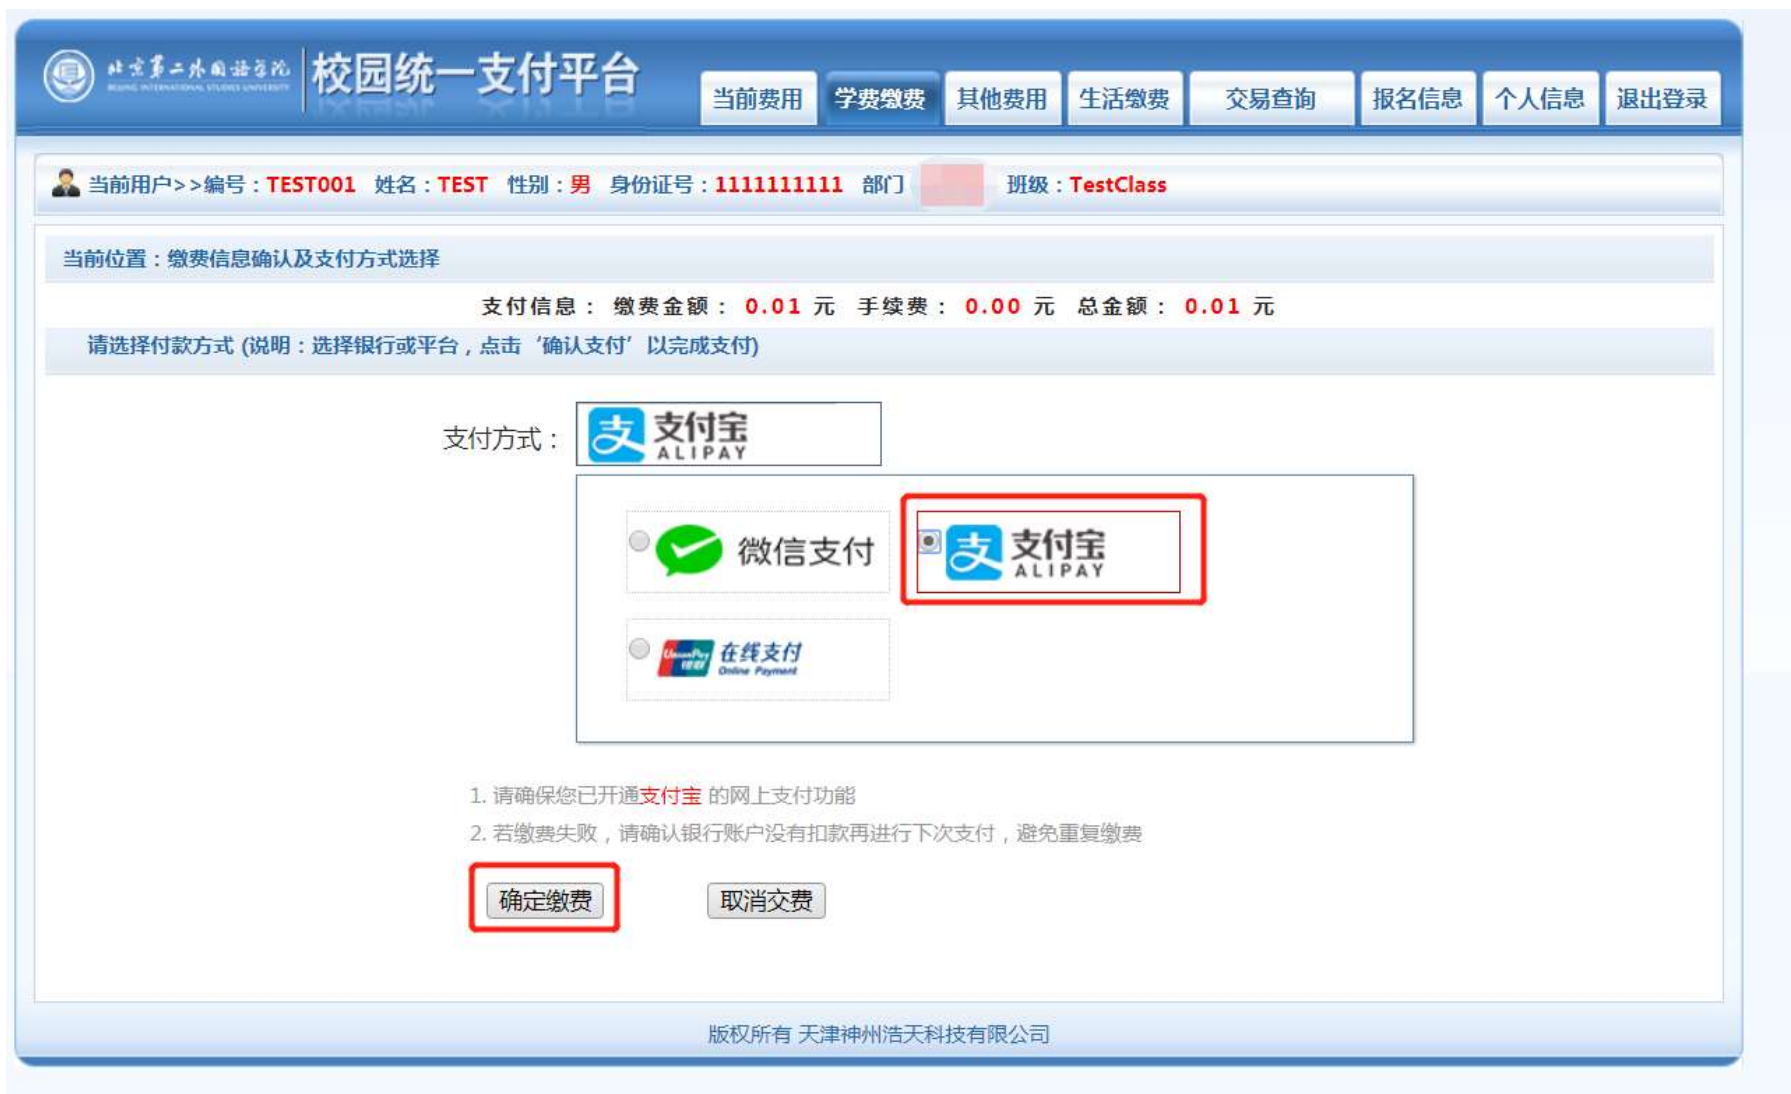 北京第二外国语学院 校园统一支付平台
BEIJING INTERNATIONAL STUDIES UNIVERSITY
当前费用 学费缴费 其他费用 生活缴费 交易查询 报名信息 个人信息 退出登录
当前用户>>编号：TEST001 姓名：TEST 性别：男 身份证号：1111111111 部门 班级：TestClass
当前位置：缴费信息确认及支付方式选择
支付信息： 缴费金额： 0.01 元 手续费： 0.00 元 总金额： 0.01 元
请选择付款方式 (说明：选择银行或平台，点击‘确认支付’以完成支付)
支付方式： 支 支付宝
ALIPAY
微信支付 支 支付宝
ALIPAY
UnionPay 银联 在线支付
Online Payment
1. 请确保您已开通支付宝 的网上支付功能
2. 若缴费失败，请确认银行账户没有扣款再进行下次支付，避免重复缴费
确定缴费 取消交费
版权所有 天津神州浩天科技有限公司